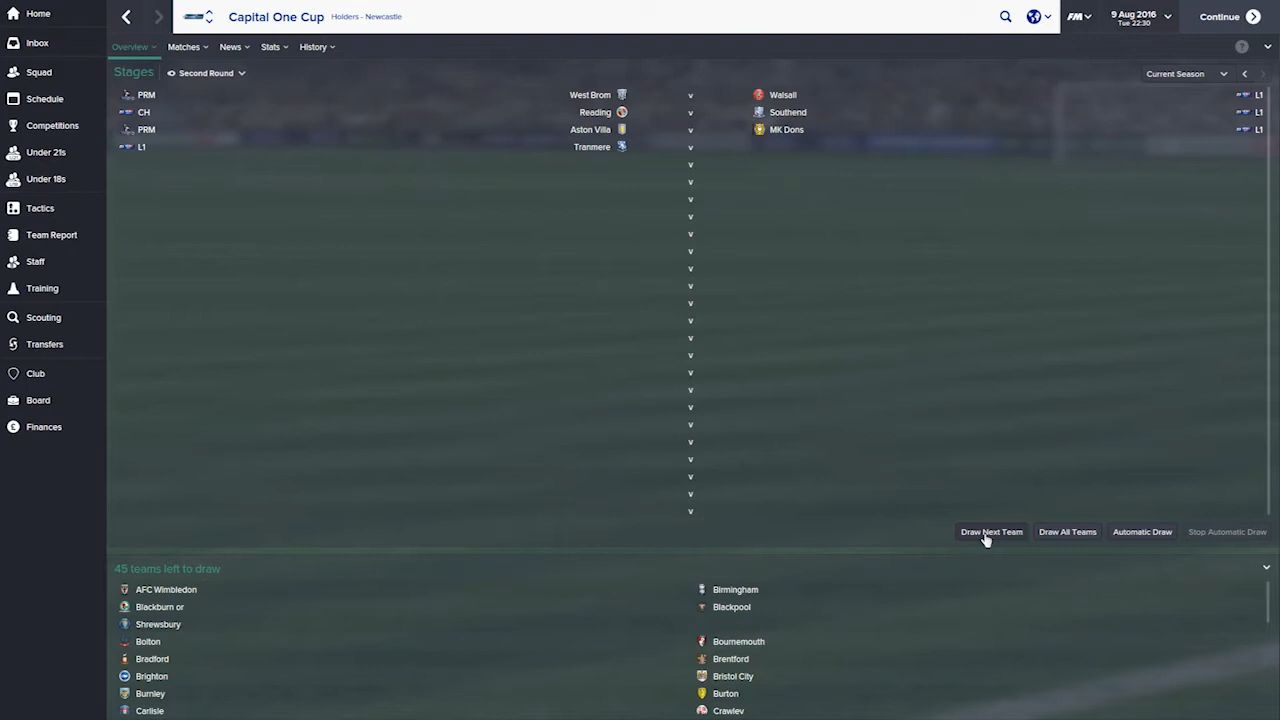 Home
Capital One Cup Holders - Newcastle FM 9 Aug 2016 Tue 22:30 Continue
Inbox
Overview Matches News Stats History
Squad
Stages Second Round Current Season
PRM West Brom v Walsall L1
Schedule
CH Reading v Southend L1
Competitions
PRM Aston Villa v MK Dons L1
L1 Tranmere v
Under 21s
v
Under 18s
v
v
Tactics
v
Team Report
v
v
Staff
v
Training
v
v
Scouting
v
v
Transfers
v
Club
v
v
Board
v
Finances
v
v
v
v
v
v
Draw Next Team Draw All Teams Automatic Draw Stop Automatic Draw
45 teams left to draw
AFC Wimbledon Birmingham
Blackburn or Blackpool
Shrewsbury
Bolton Bournemouth
Bradford Brentford
Brighton Bristol City
Burnley Burton
Carlisle Crawley